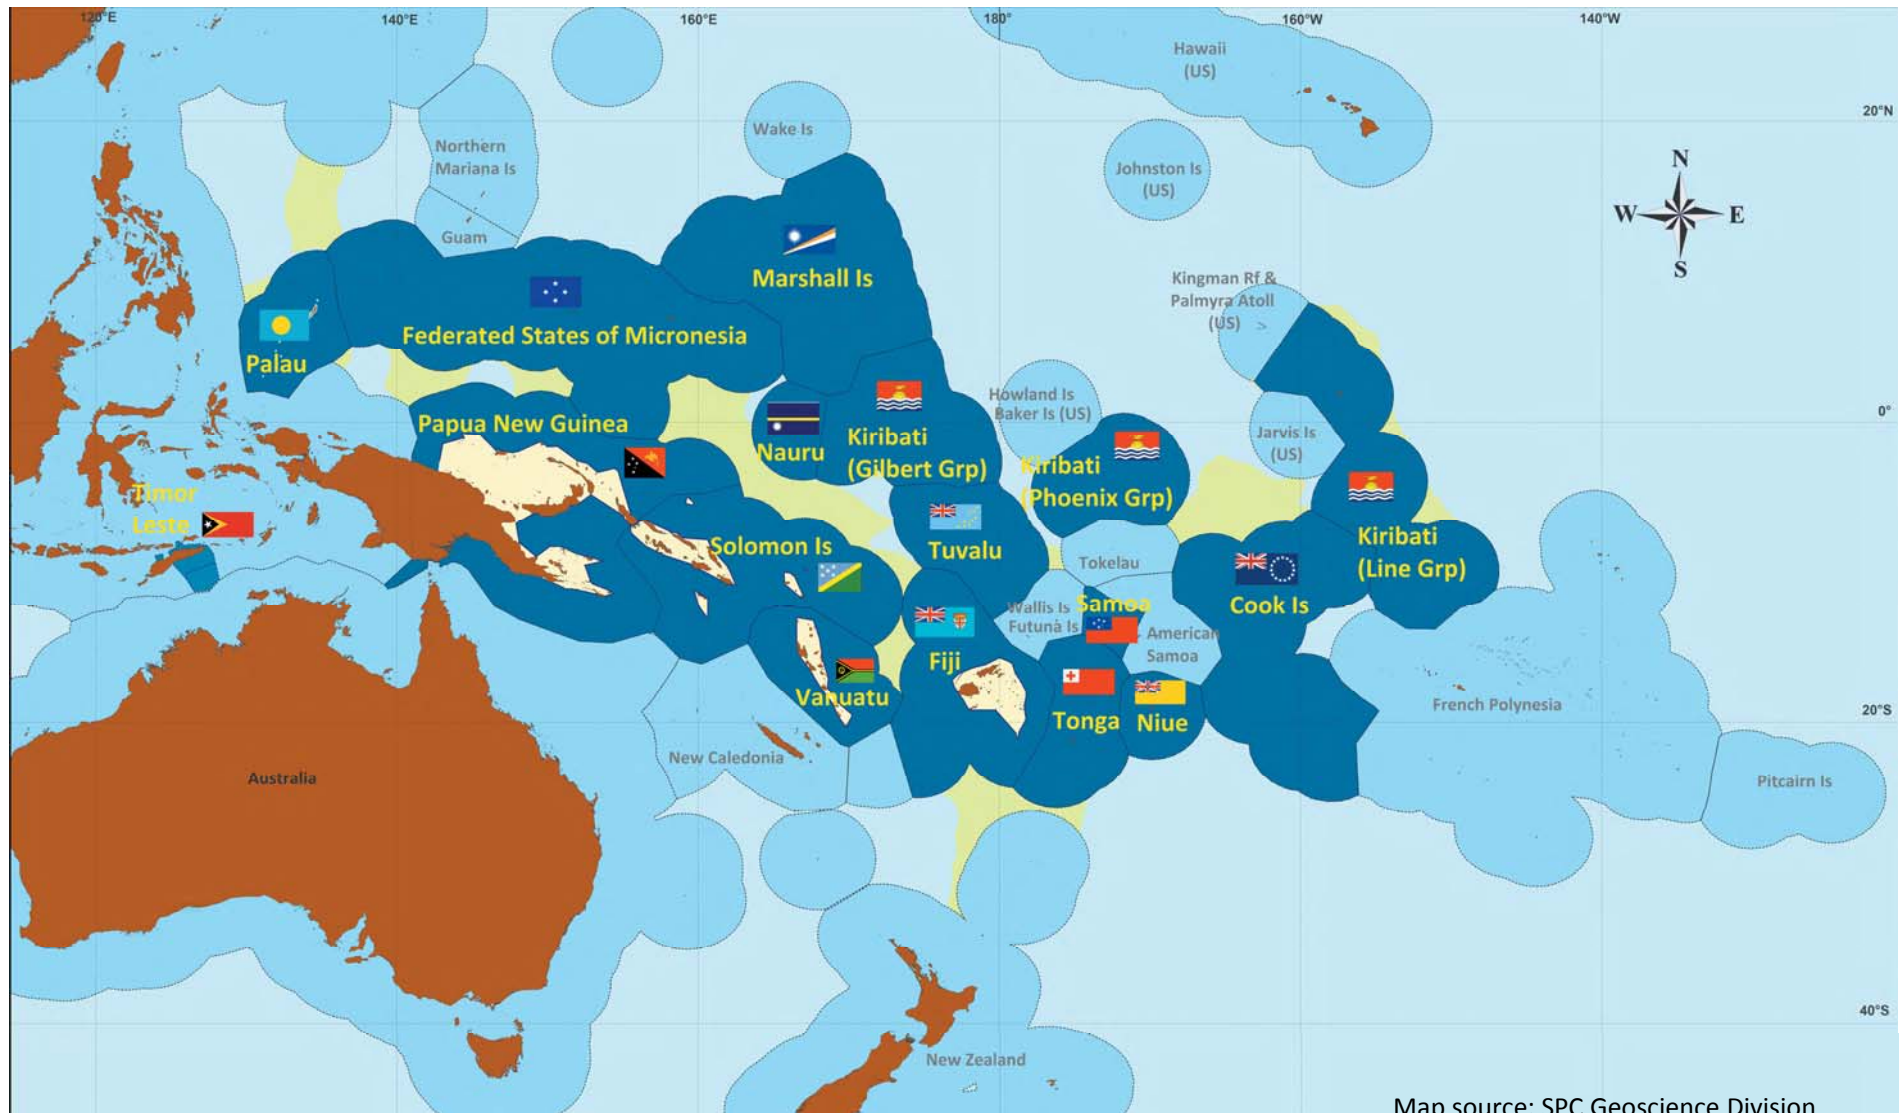 120°E
140°E
160°E
180°
160°W
140°W
Hawaii
(US)
20°N
Wake Is
Northern
Mariana Is
Johnston Is
(US)
N
W
E
S
Guam
Marshall Is
Kingman Rf &
Palmyra Atoll
(US)
Federated States of Micronesia
Palau
Howland Is
Baker Is (US)
0°
Papua New Guinea
Nauru
Kiribati
(Gilbert Grp)
Jarvis Is
(US)
Kiribati
(Phoenix Grp)
Timor
Leste
Solomon Is
Tuvalu
Tokelau
Kiribati
(Line Grp)
Wallis Is
Futuna Is
Samoa
Cook Is
American
Samoa
Fiji
Vanuatu
Tonga
Niue
French Polynesia
20°S
New Caledonia
Australia
Pitcairn Is
40°S
New Zealand
Map source: SPC Geoscience Division